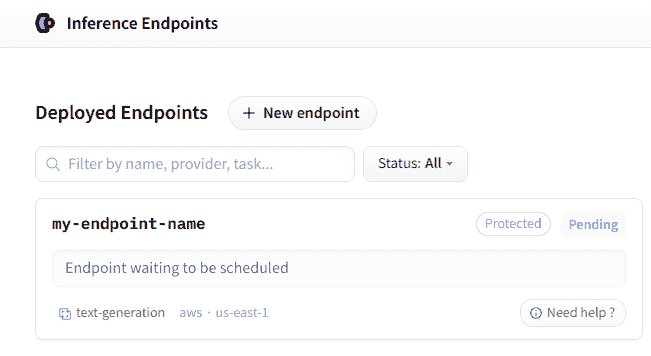 Inference Endpoints
Deployed Endpoints + New endpoint
Filter by name, provider, task... Status: All
my-endpoint-name Protected Pending
Endpoint waiting to be scheduled
text-generation aws · us-east-1 Need help ?